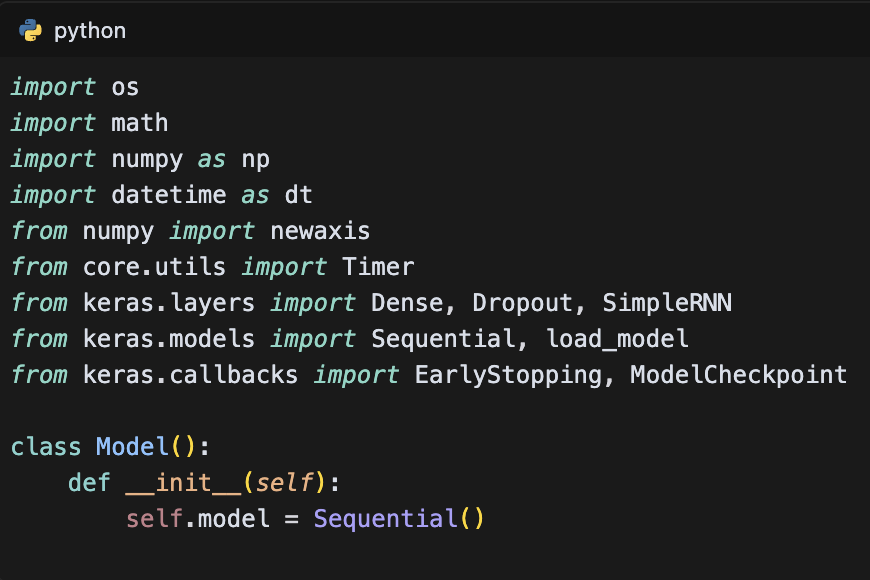 python
import os
import math
import numpy as np
import datetime as dt
from numpy import newaxis
from core.utils import Timer
from keras.layers import Dense, Dropout, SimpleRNN
from keras.models import Sequential, load_model
from keras.callbacks import EarlyStopping, ModelCheckpoint
class Model():
    def __init__(self):
        self.model = Sequential()